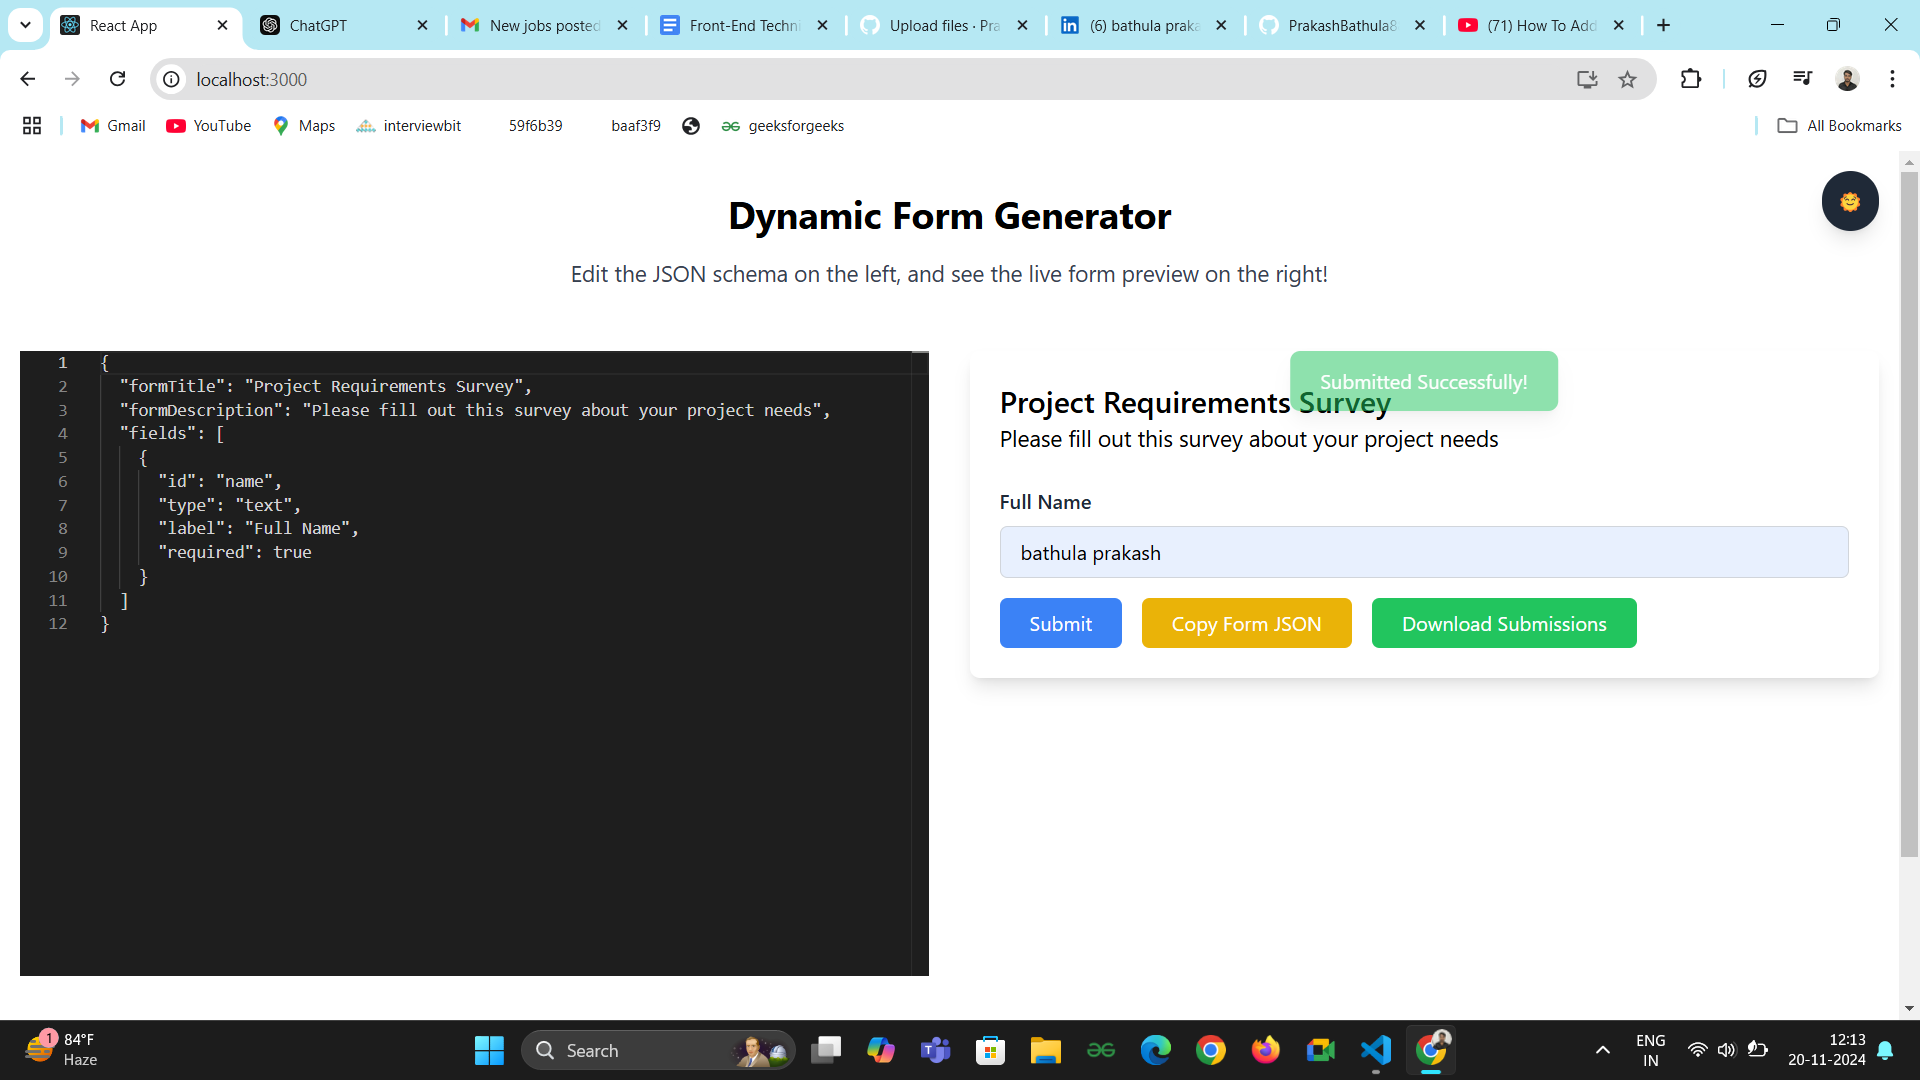 React App
ChatGPT
New jobs posted
Front-End Techni
Upload files · Pra
(6) bathula praka
PrakashBathula8
(71) How To Add
localhost:3000
Gmail
YouTube
Maps
interviewbit
59f6b39
baaf3f9
geeksforgeeks
All Bookmarks
Dynamic Form Generator
Edit the JSON schema on the left, and see the live form preview on the right!
1 {
2 "formTitle": "Project Requirements Survey",
3 "formDescription": "Please fill out this survey about your project needs",
4 "fields": [
5 {
6 "id": "name",
7 "type": "text",
8 "label": "Full Name",
9 "required": true
10 }
11 ]
12 }
Submitted Successfully!
Project Requirements Survey
Please fill out this survey about your project needs
Full Name
bathula prakash
Submit
Copy Form JSON
Download Submissions
1
84°F
Haze
Search
ENG
IN
12:13
20-11-2024